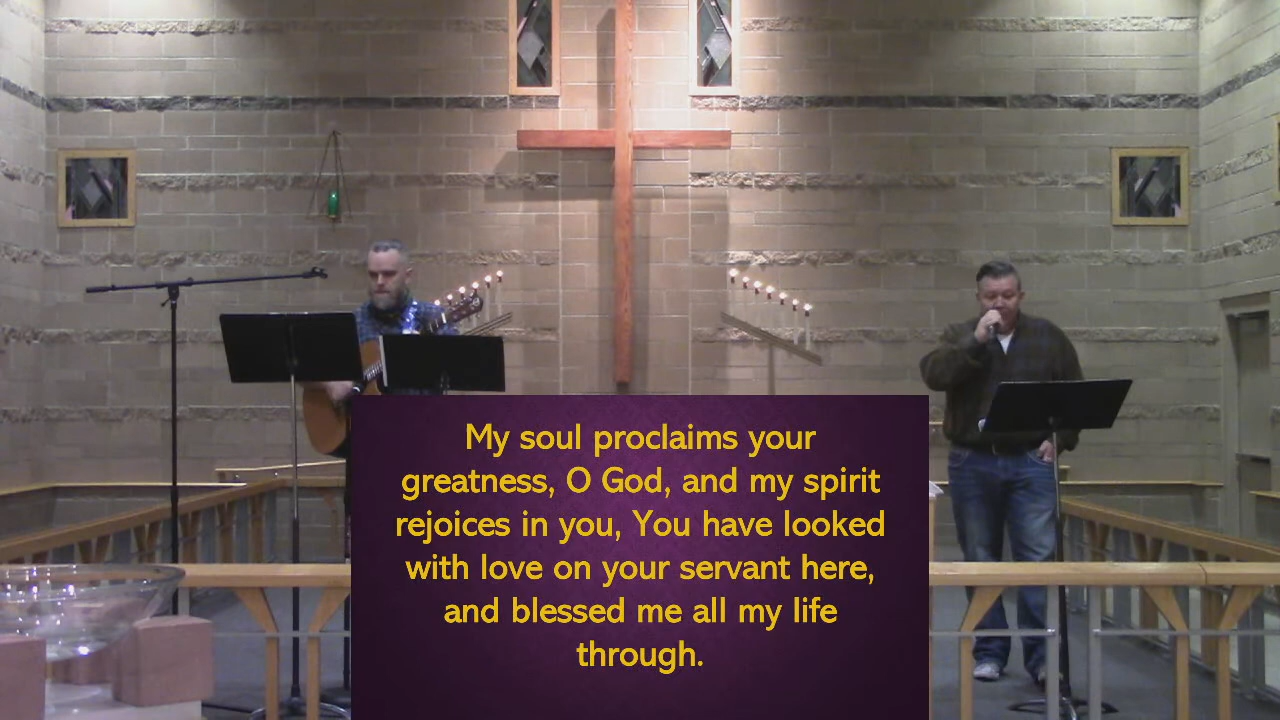 My soul proclaims your
greatness, O God, and my spirit
rejoices in you, You have looked
with love on your servant here,
and blessed me all my life
through.